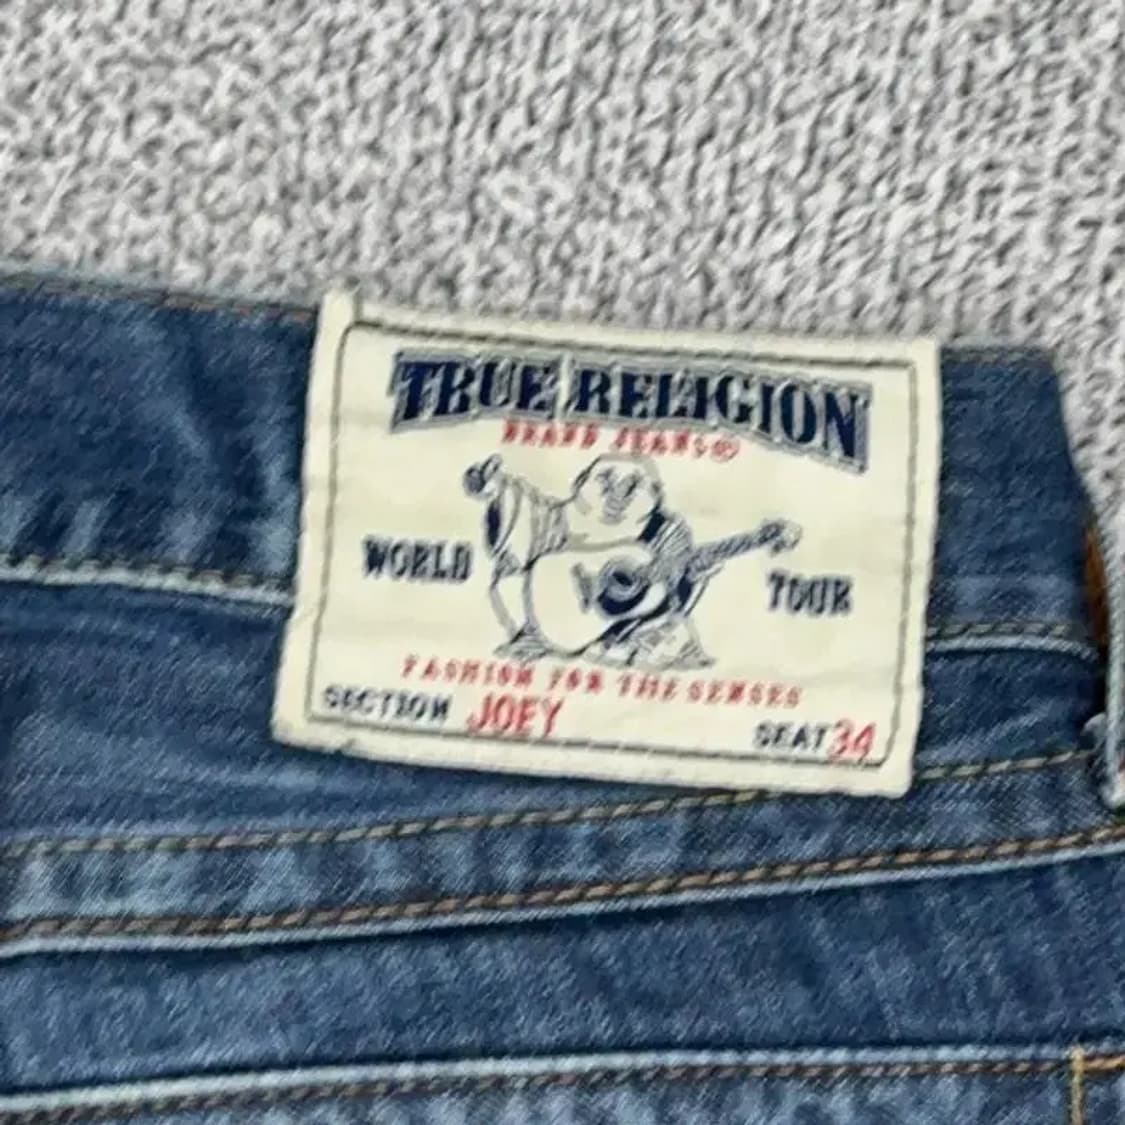 TRUE RELIGION
BRAND JEANS®
WORLD TOUR
FASHION FOR THE SENSES
SECTION JOEY SEAT 34